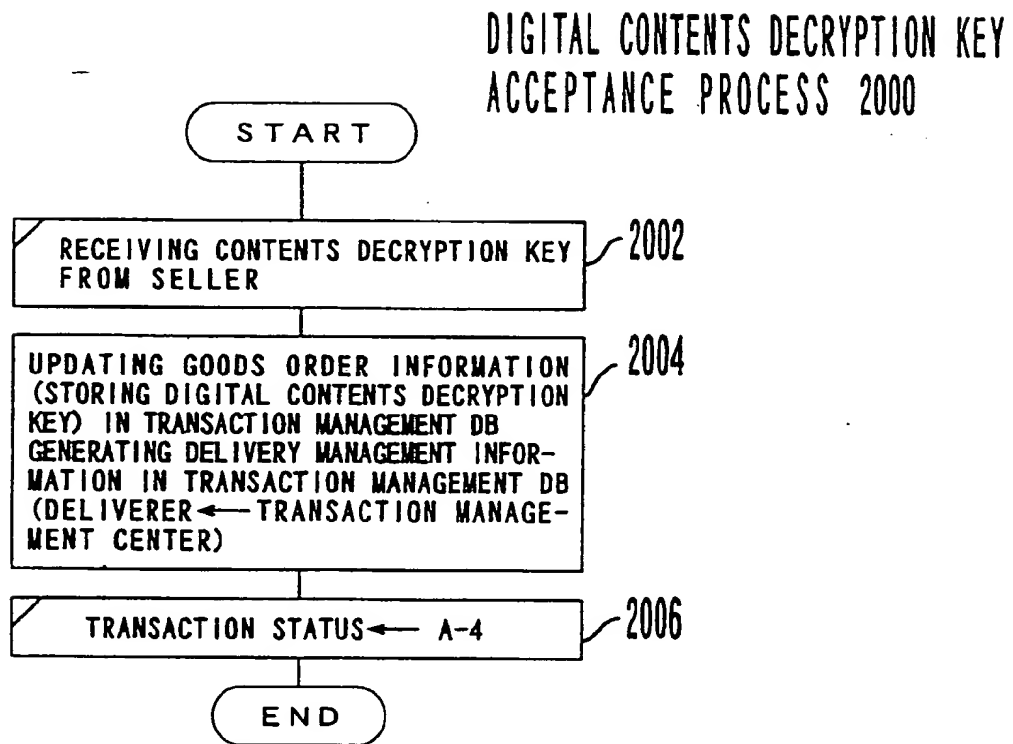 DIGITAL CONTENTS DECRYPTION KEY
ACCEPTANCE PROCESS 2000
START
RECEIVING CONTENTS DECRYPTION KEY
FROM SELLER
2002
UPDATING GOODS ORDER INFORMATION
(STORING DIGITAL CONTENTS DECRYPTION
KEY) IN TRANSACTION MANAGEMENT DB
GENERATING DELIVERY MANAGEMENT INFOR-
MATION IN TRANSACTION MANAGEMENT DB
(DELIVERER ← TRANSACTION MANAGE-
MENT CENTER)
2004
TRANSACTION STATUS ← A-4
2006
END